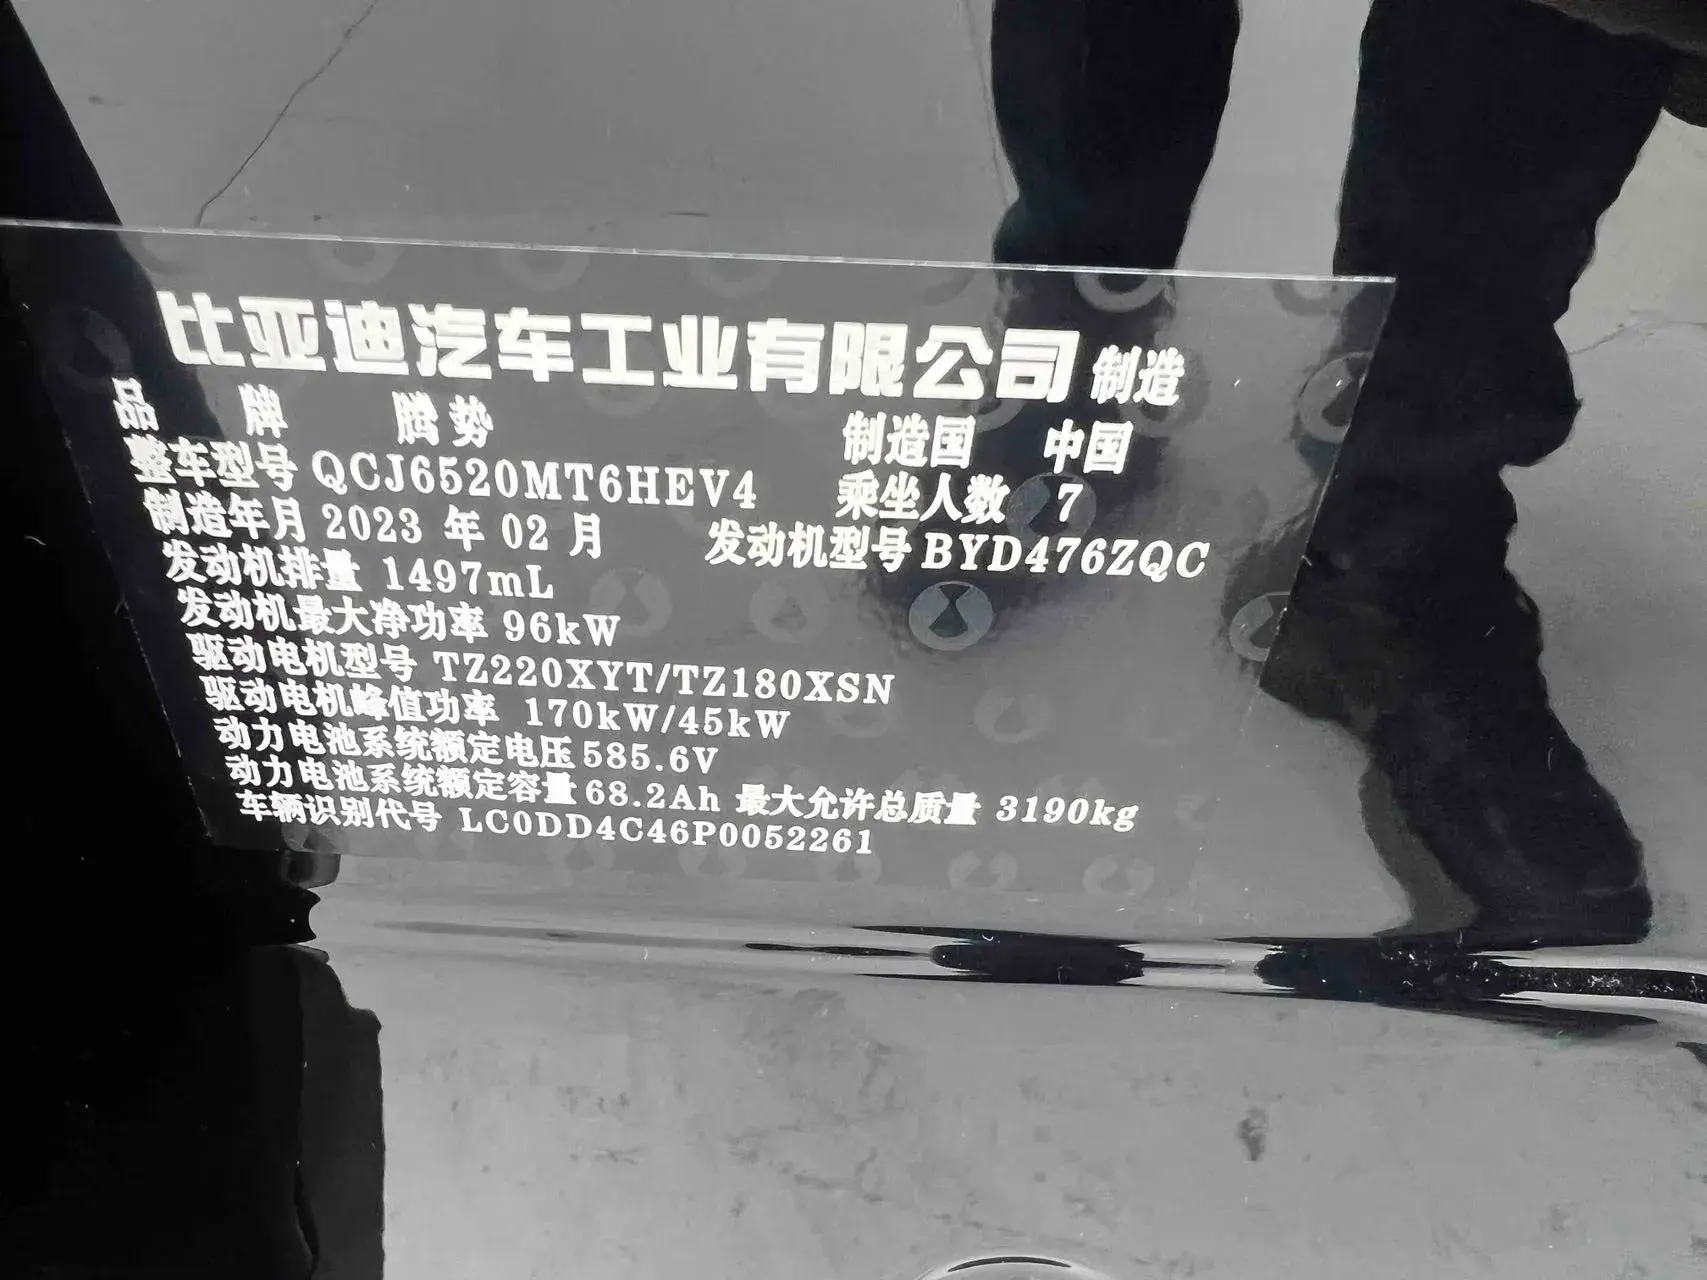 比亚迪汽车工业有限公司 制造
品 牌 腾势 制造国 中国
整车型号 QCJ6520MT6HEV4 乘坐人数 7
制造年月 2023 年 02 月 发动机型号 BYD476ZQC
发动机排量 1497mL
发动机最大净功率 96kW
驱动电机型号 TZ220XYT/TZ180XSN
驱动电机峰值功率 170kW/45kW
动力电池系统额定电压 585.6V
动力电池系统额定容量 68.2Ah 最大允许总质量 3190kg
车辆识别代号 LC0DD4C46P0052261